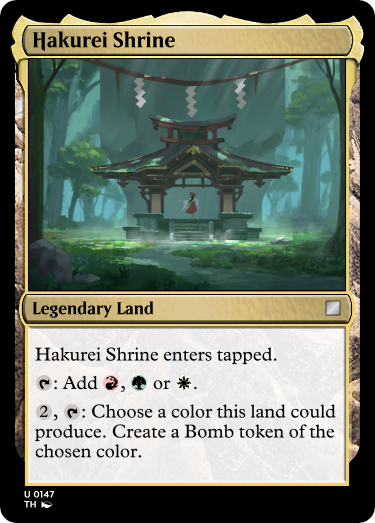 Hakurei Shrine
Legendary Land
Hakurei Shrine enters tapped.
: Add , or .
2, : Choose a color this land could
produce. Create a Bomb token of the
chosen color.
U 0147
TH